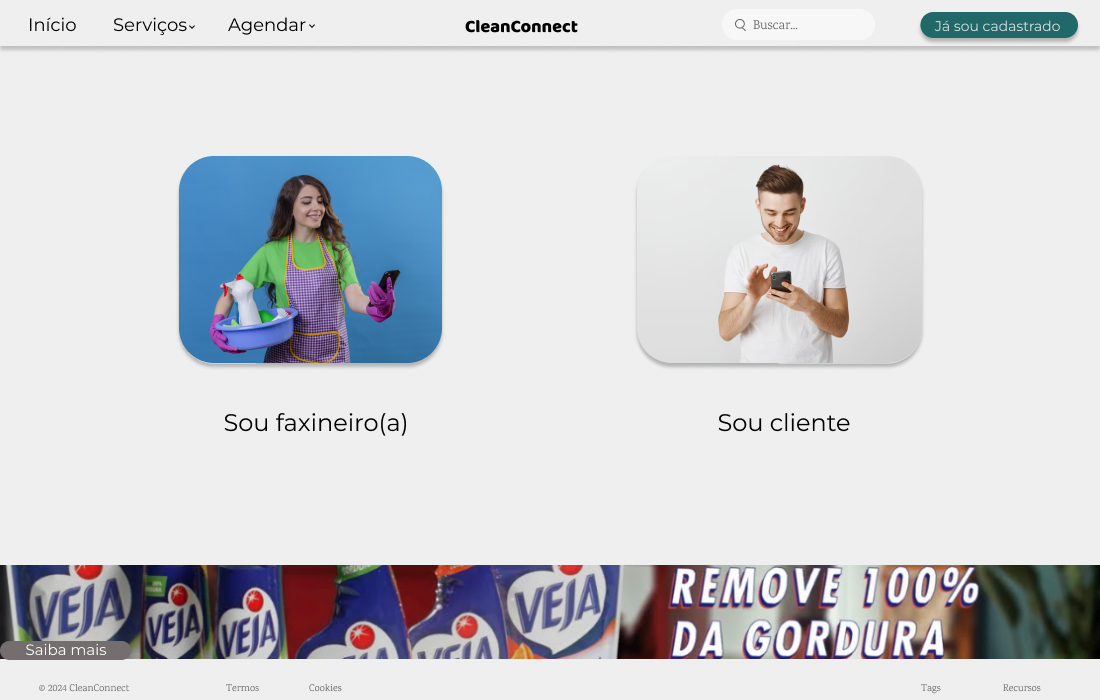 Início
Serviços
Agendar
CleanConnect
Buscar...
Já sou cadastrado
Sou faxineiro(a)
Sou cliente
VEJA
VEJA
VEJA
VEJA
VEJA
VEJA
REMOVE 100%
DA GORDURA
Saiba mais
© 2024 CleanConnect
Termos
Cookies
Tags
Recursos